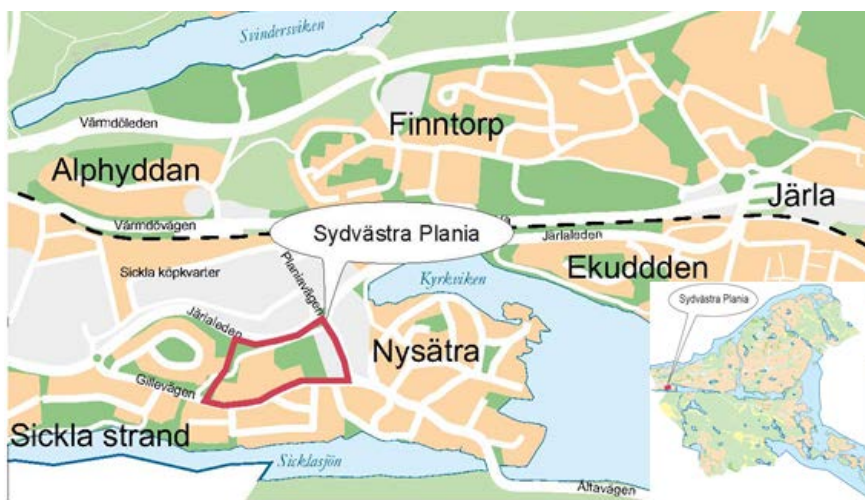 Svindersviken
Värmdöleden
Finntorp
Alphyddan
Järla
Värmdövägen
Sydvästra Plania
Järlaleden
Sickla köpkvarter
Planiavägen
Kyrkviken
Ekuddden
Sydvästra Plania
Järlaleden
Nysätra
Gillevägen
Sickla strand
Sicklasjön
Ältavägen